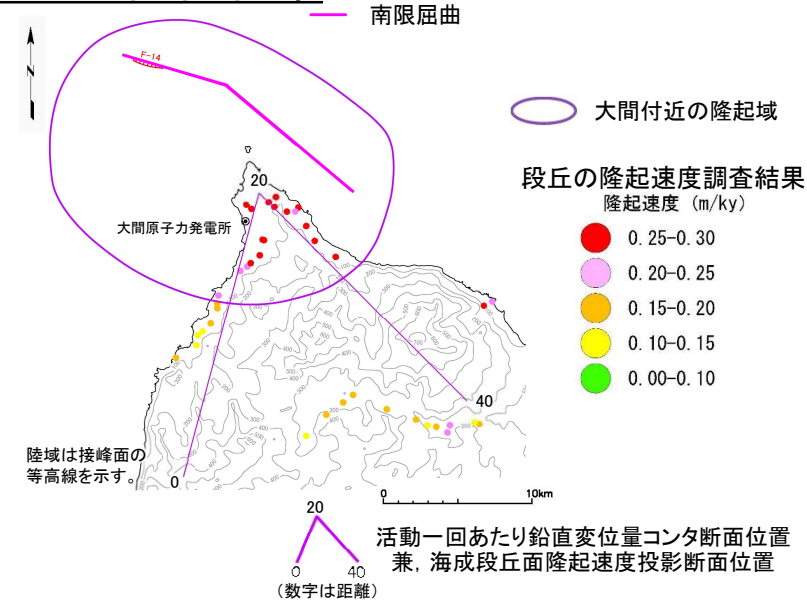 南限屈曲
F-14
N
大間付近の隆起域
20
段丘の隆起速度調査結果
隆起速度 (m/ky)
大間原子力発電所
0.25-0.30
0.20-0.25
0.15-0.20
0.10-0.15
0.00-0.10
40
陸域は接峰面の
等高線を示す。
0
0 10km
20
活動一回あたり鉛直変位量コンタ断面位置
兼，海成段丘面隆起速度投影断面位置
0 40
(数字は距離)